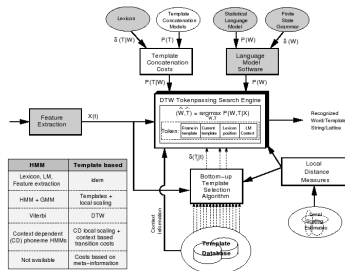 Lexicon
Template
Concatenation
Models
Statistical
Language
Model
Finite
State
Grammar
δ(T|W)
P(T)
P(W)
δ(W)
Template
Concatenation
Costs
Language
Model
Software
P(T|W)
P(W)
DTW Tokenpassing Search Engine
(Ŵ,T̂) = argmax P(W,T|X)
W,T
Token:
Frame in template
Current template
Lexicon position
LM Context
Feature
Extraction
X(t)
Recognized
Word/Template
String/Lattice
δ(T|t)
HMM
Template based
Lexicon, LM,
Feature extraction
idem
HMM + GMM
Templates +
local scaling
Viterbi
DTW
Context dependent
(CD) phoneme HMMs
CD local scaling +
context based
transition costs
Not available
Costs based on
meta-information
Context
Information
Bottom-up
Template
Selection
Algorithm
Local
Distance
Measures
Local
Scaling
Estimates
Template
Database